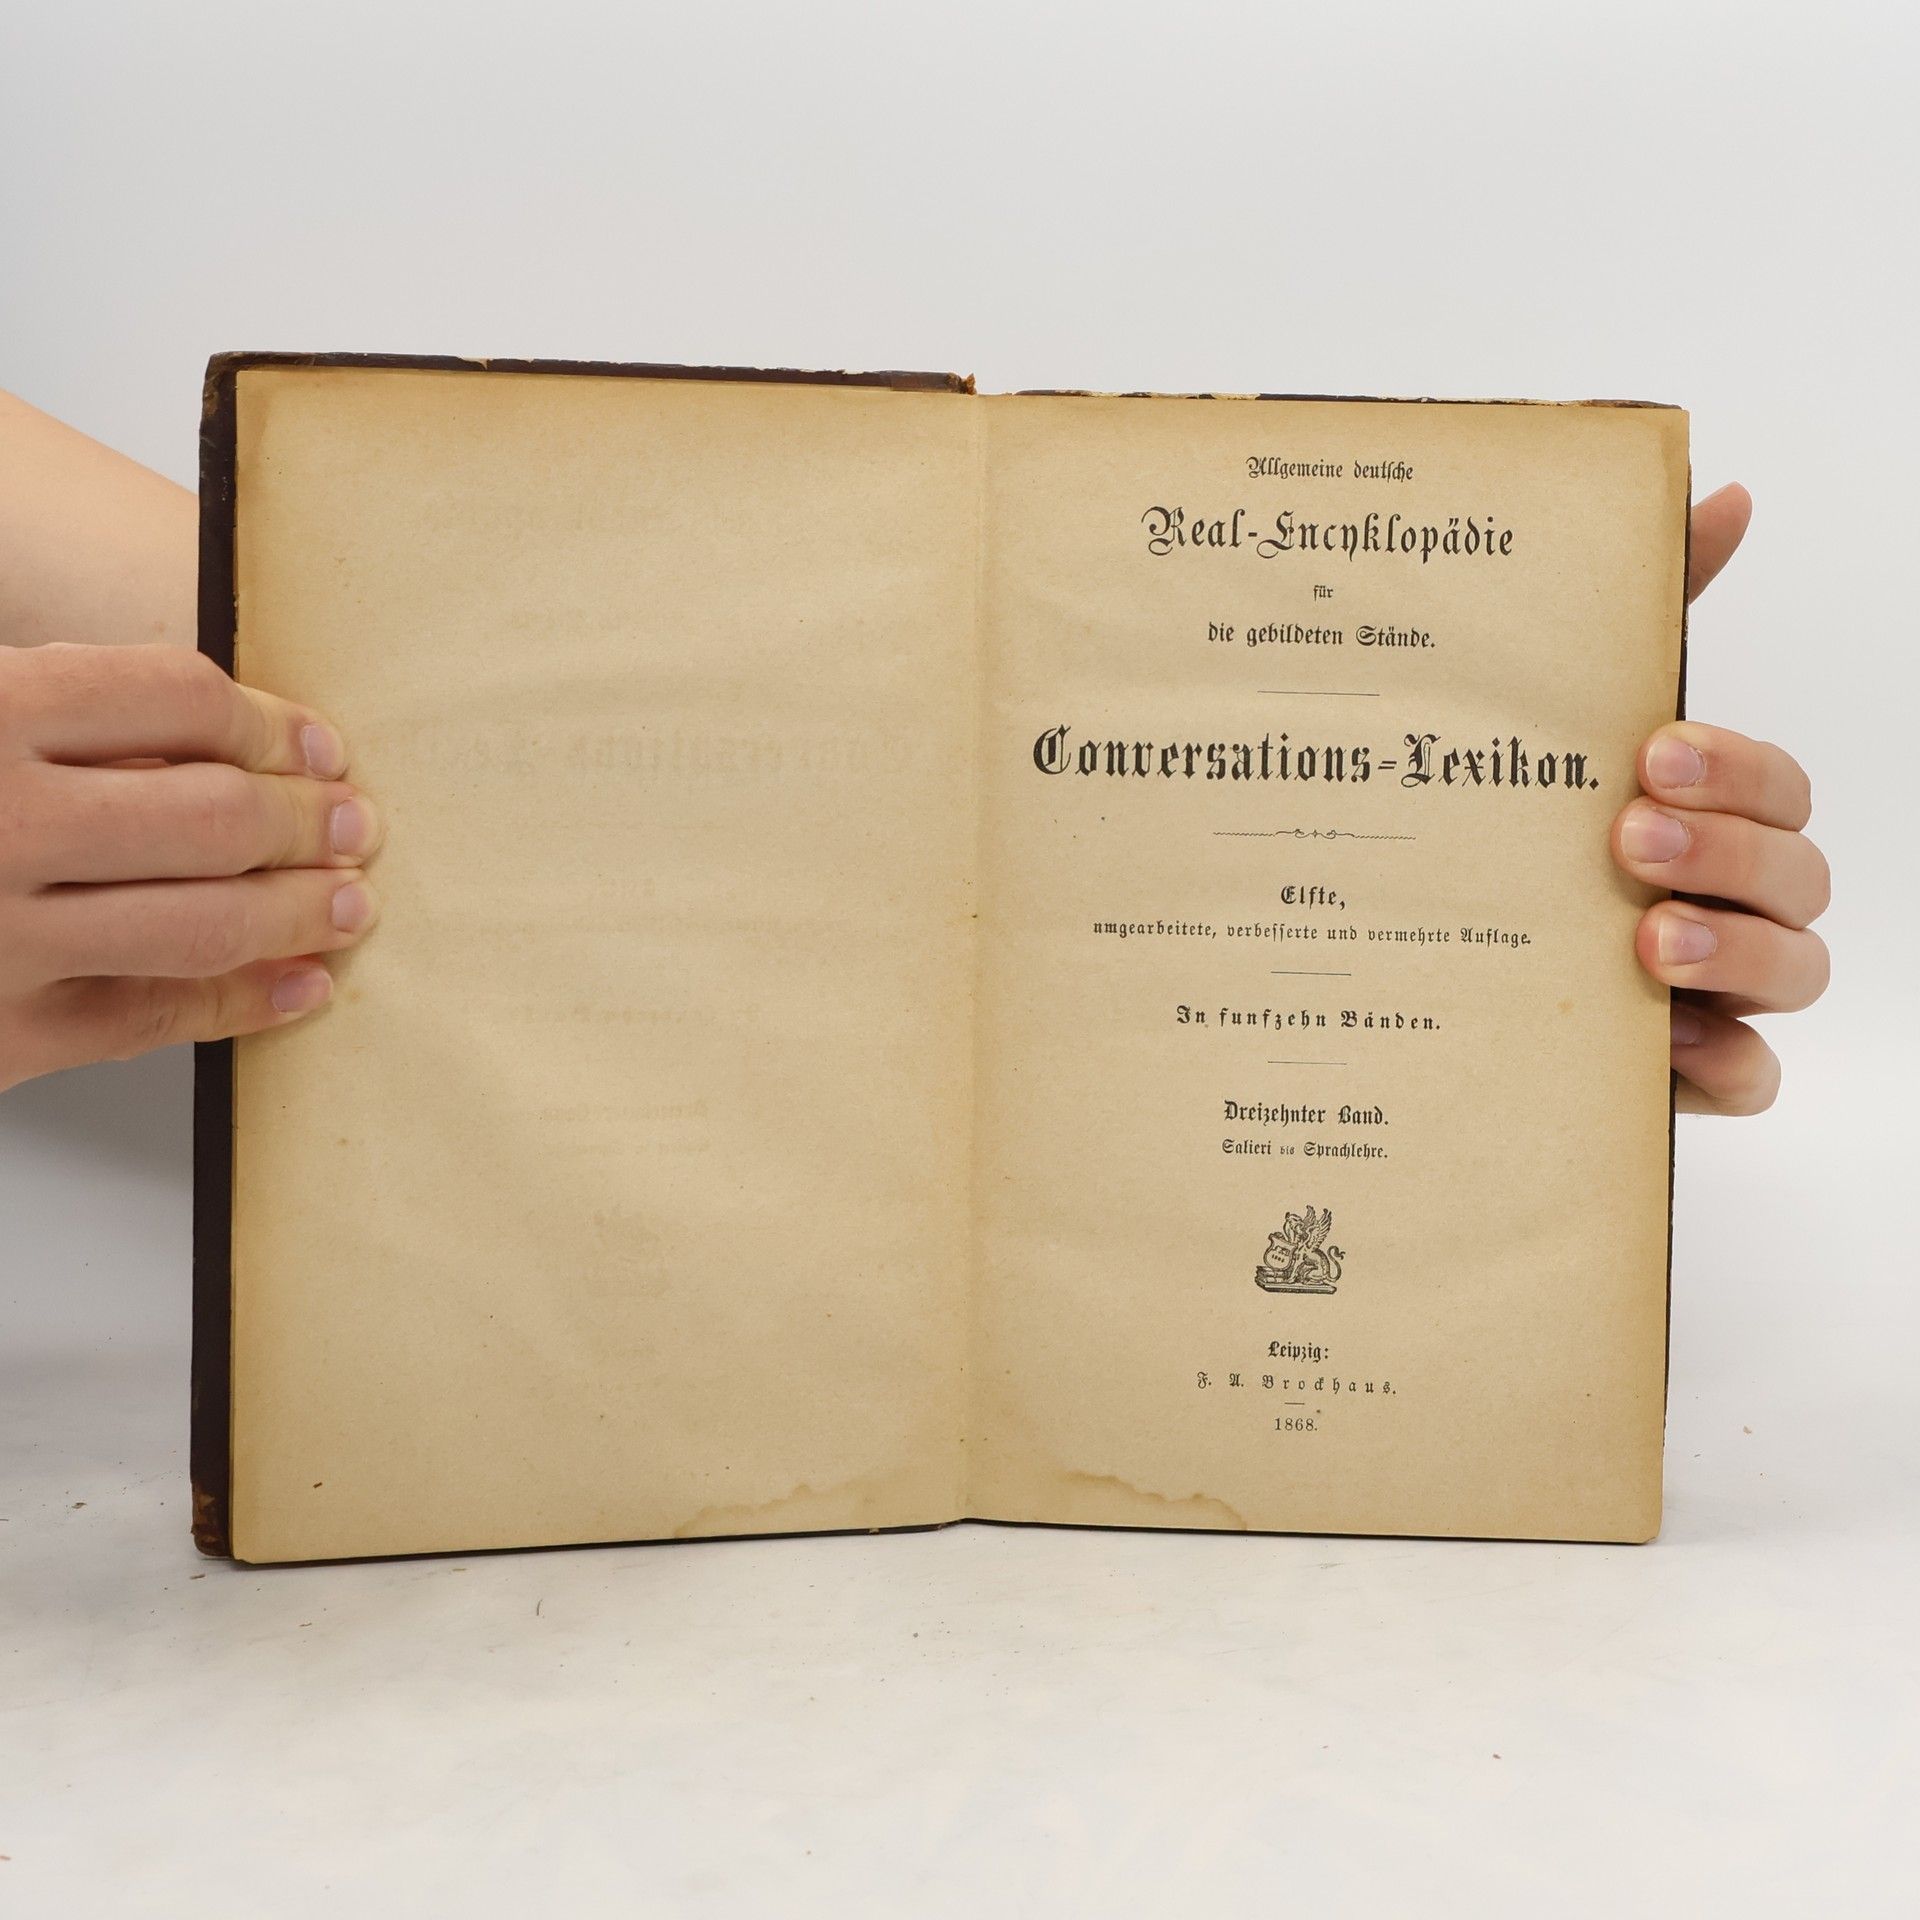 Allgemeine deutsche
Real-Encyklopädie
für
die gebildeten Stände.
Conversations-Lexikon.
Elfte,
umgearbeitete, verbesserte und vermehrte Auflage.
In funfzehn Bänden.
Dreizehnter Band.
Salieri bis Sprachlehre.
Leipzig:
F. A. Brockhaus.
1868.